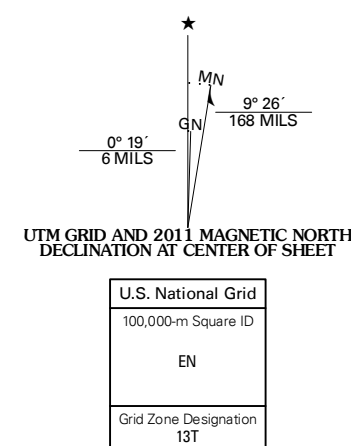 ★
MN
GN
9° 26´
168 MILS
0° 19´
6 MILS
UTM GRID AND 2011 MAGNETIC NORTH
DECLINATION AT CENTER OF SHEET
U.S. National Grid
100,000-m Square ID
EN
Grid Zone Designation
13T